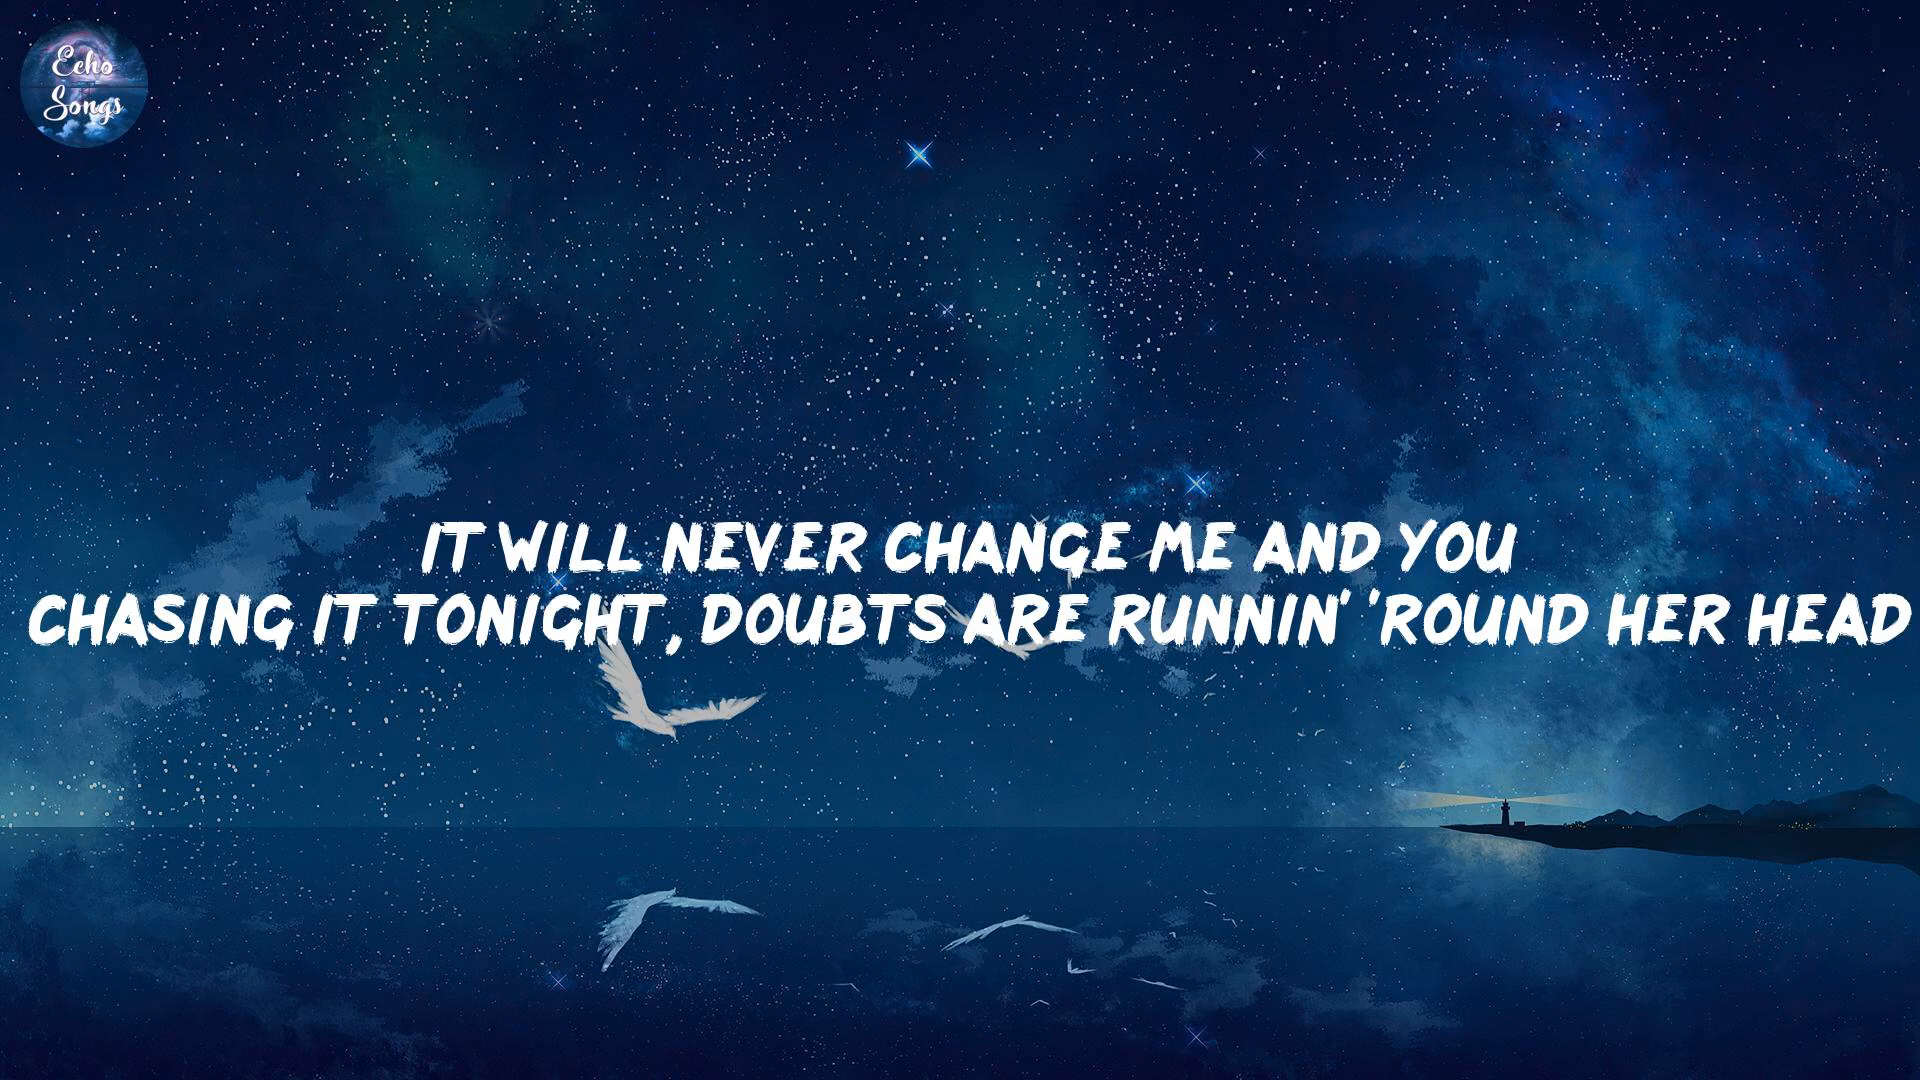 Echo
Songs
IT WILL NEVER CHANGE ME AND YOU
CHASING IT TONIGHT, DOUBTS ARE RUNNIN' 'ROUND HER HEAD